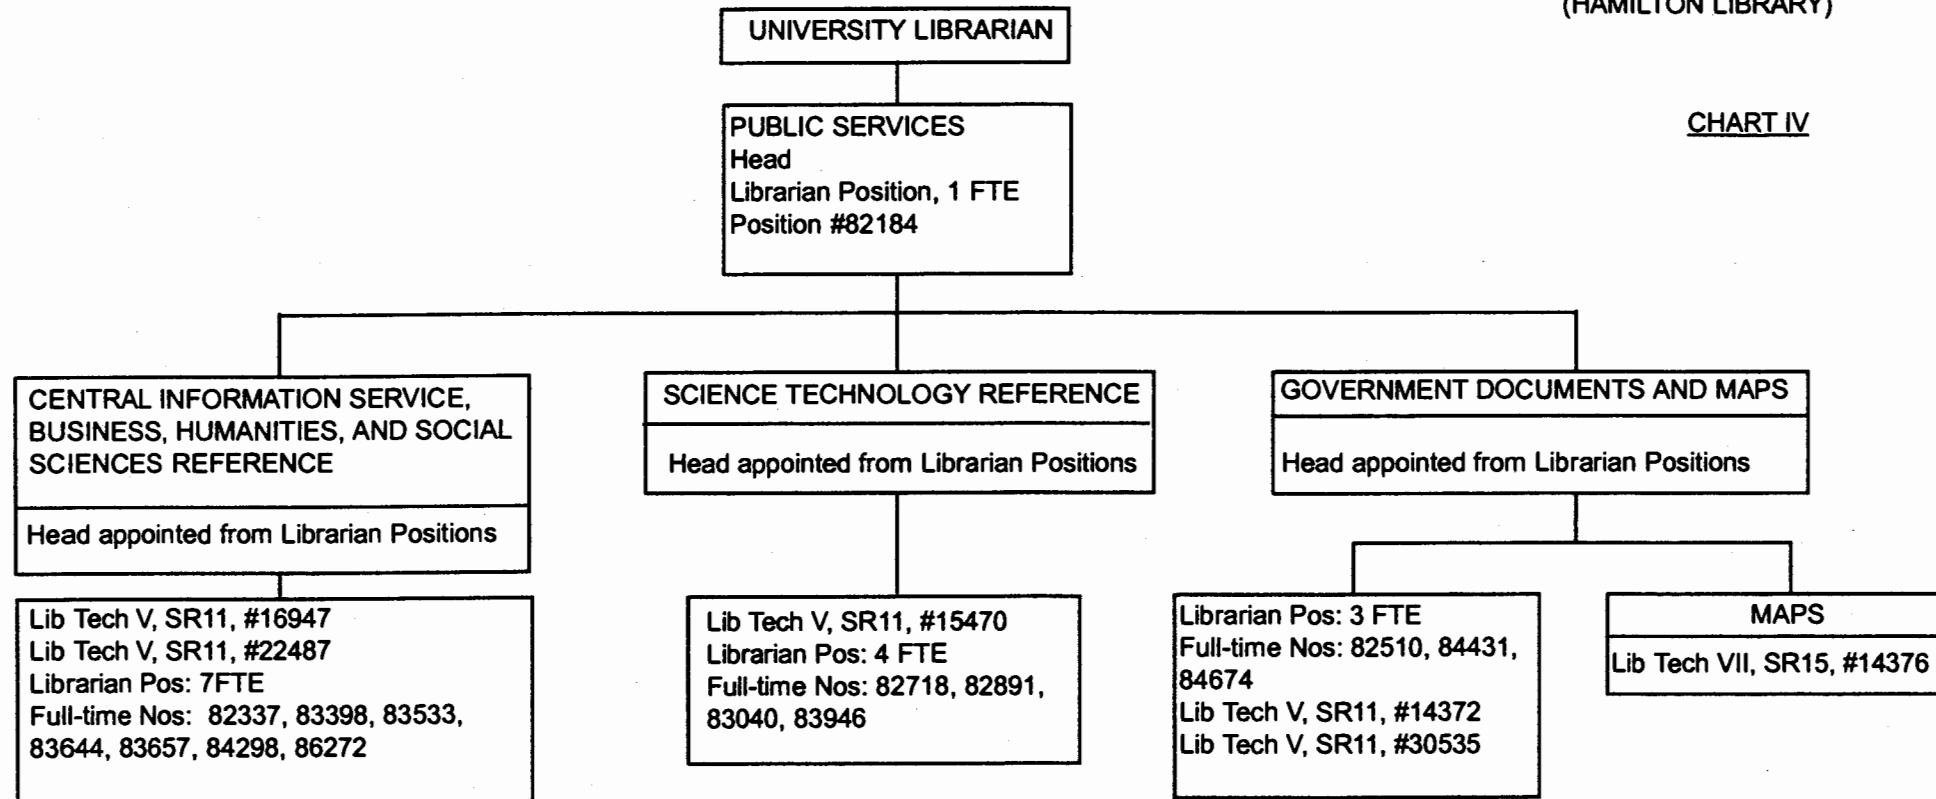 (HAMILTON LIBRARY)
CHART IV
UNIVERSITY LIBRARIAN
PUBLIC SERVICES
Head
Librarian Position, 1 FTE
Position #82184
CENTRAL INFORMATION SERVICE,
BUSINESS, HUMANITIES, AND SOCIAL
SCIENCES REFERENCE
Head appointed from Librarian Positions
Lib Tech V, SR11, #16947
Lib Tech V, SR11, #22487
Librarian Pos: 7FTE
Full-time Nos: 82337, 83398, 83533,
83644, 83657, 84298, 86272
SCIENCE TECHNOLOGY REFERENCE
Head appointed from Librarian Positions
Lib Tech V, SR11, #15470
Librarian Pos: 4 FTE
Full-time Nos: 82718, 82891,
83040, 83946
GOVERNMENT DOCUMENTS AND MAPS
Head appointed from Librarian Positions
Librarian Pos: 3 FTE
Full-time Nos: 82510, 84431,
84674
Lib Tech V, SR11, #14372
Lib Tech V, SR11, #30535
MAPS
Lib Tech VII, SR15, #14376